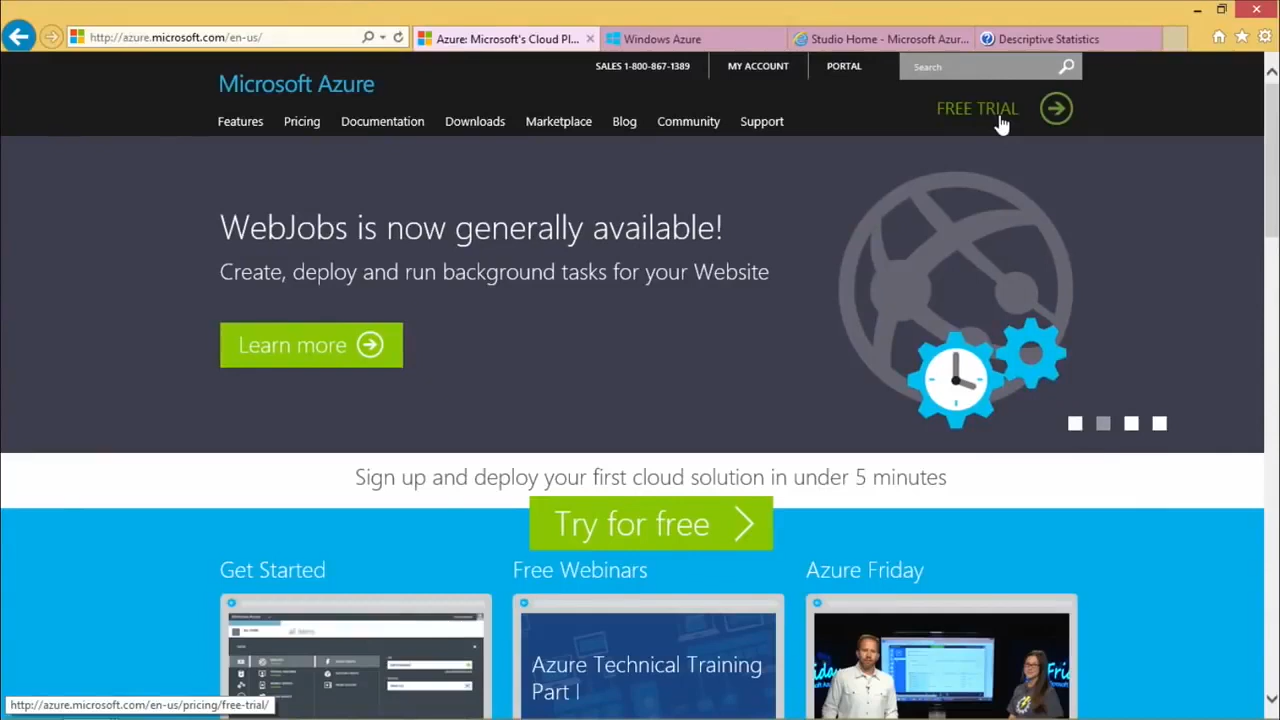 http://azure.microsoft.com/en-us/
Azure: Microsoft's Cloud Pl...
Windows Azure
Studio Home - Microsoft Azur...
Descriptive Statistics
SALES 1-800-867-1389
MY ACCOUNT
PORTAL
Search
Microsoft Azure
FREE TRIAL
Features
Pricing
Documentation
Downloads
Marketplace
Blog
Community
Support
WebJobs is now generally available!
Create, deploy and run background tasks for your Website
Learn more
Sign up and deploy your first cloud solution in under 5 minutes
Try for free
Get Started
Free Webinars
Azure Friday
Azure Technical Training
Part I
http://azure.microsoft.com/en-us/pricing/free-trial/